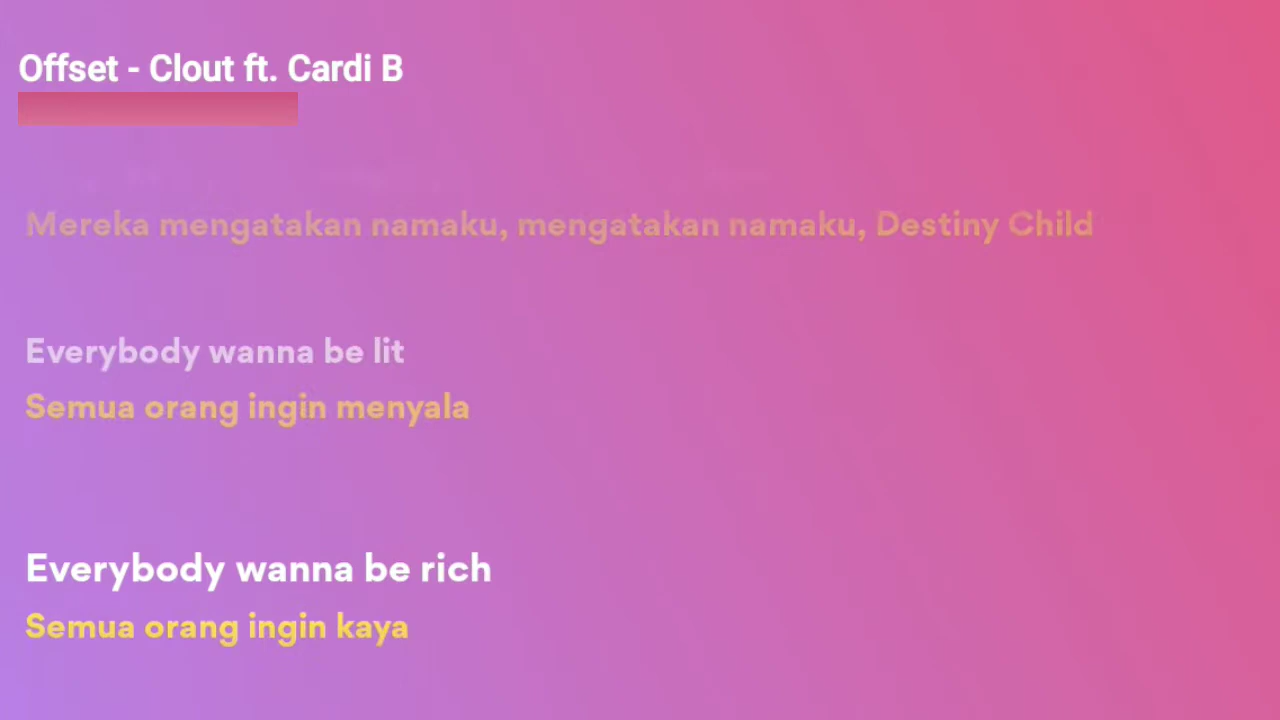 Offset - Clout ft. Cardi B
Mereka mengatakan namaku, mengatakan namaku, Destiny Child
Everybody wanna be lit
Semua orang ingin menyala
Everybody wanna be rich
Semua orang ingin kaya